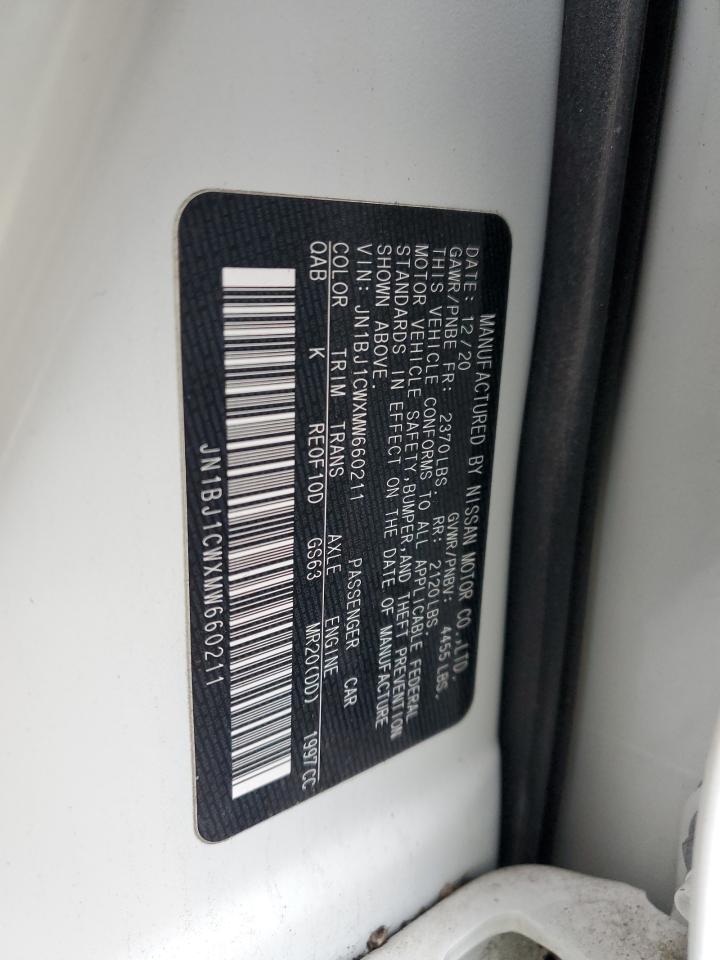 MANUFACTURED BY NISSAN MOTOR CO.,LTD.
DATE: 12/20 GVWR/PNBV: 4455LBS.
GAWR/PNBE FR: 2370LBS. RR: 2120LBS.
THIS VEHICLE CONFORMS TO ALL APPLICABLE FEDERAL
MOTOR VEHICLE SAFETY,BUMPER,AND THEFT PREVENTION
STANDARDS IN EFFECT ON THE DATE OF MANUFACTURE
SHOWN ABOVE.
VIN: JN1BJ1CWXMW660211 PASSENGER CAR
COLOR TRIM TRANS AXLE ENGINE
QAB K RE0F10D GS63 MR20(DD) 1997CC
JN1BJ1CWXMW660211